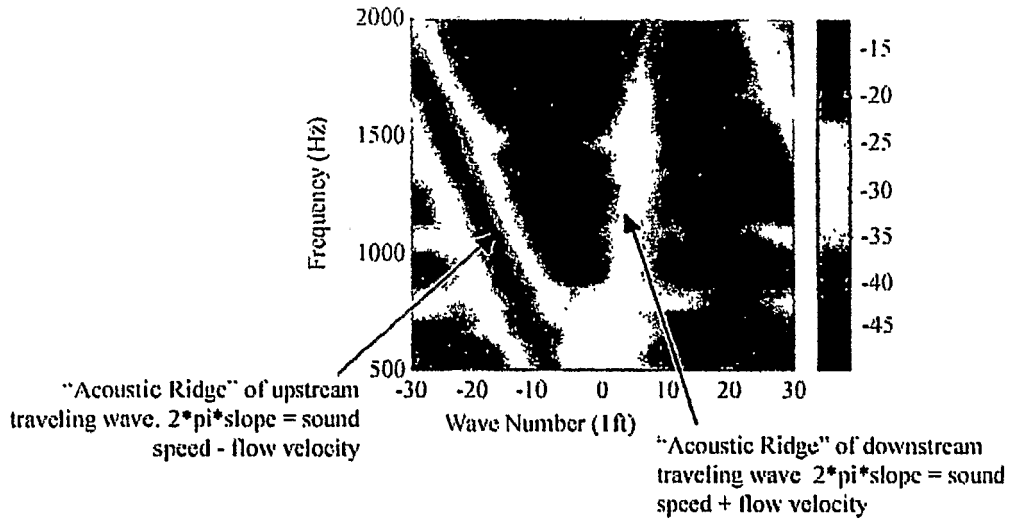 2000
1500
1000
500
Frequency (Hz)
-30 -20 -10 0 10 20 30
Wave Number (1ft)
-15
-20
-25
-30
-35
-40
-45
"Acoustic Ridge" of upstream
traveling wave. 2*pi*slope = sound
speed - flow velocity
"Acoustic Ridge" of downstream
traveling wave 2*pi*slope = sound
speed + flow velocity